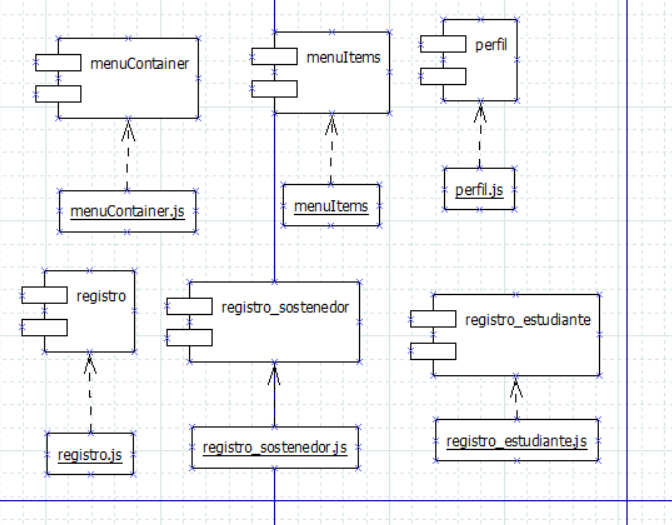 menuContainer
menuItems
perfil
menuContainer.js
menuItems
perfil.js
registro
registro_sostenedor
registro_estudiante
registro.js
registro_sostenedor.js
registro_estudiante.js